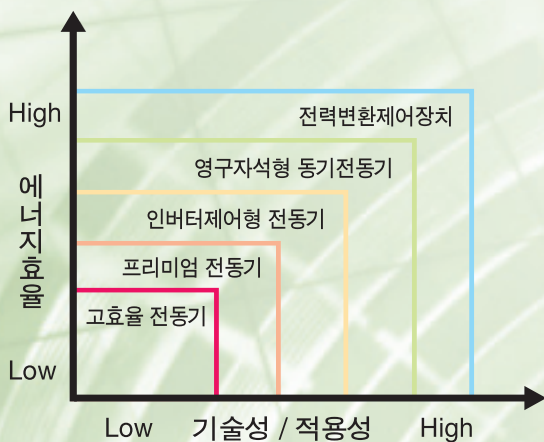 High
전력변환제어장치
영구자석형 동기전동기
에너지효율
인버터제어형 전동기
프리미엄 전동기
고효율 전동기
Low
Low 기술성 / 적용성 High